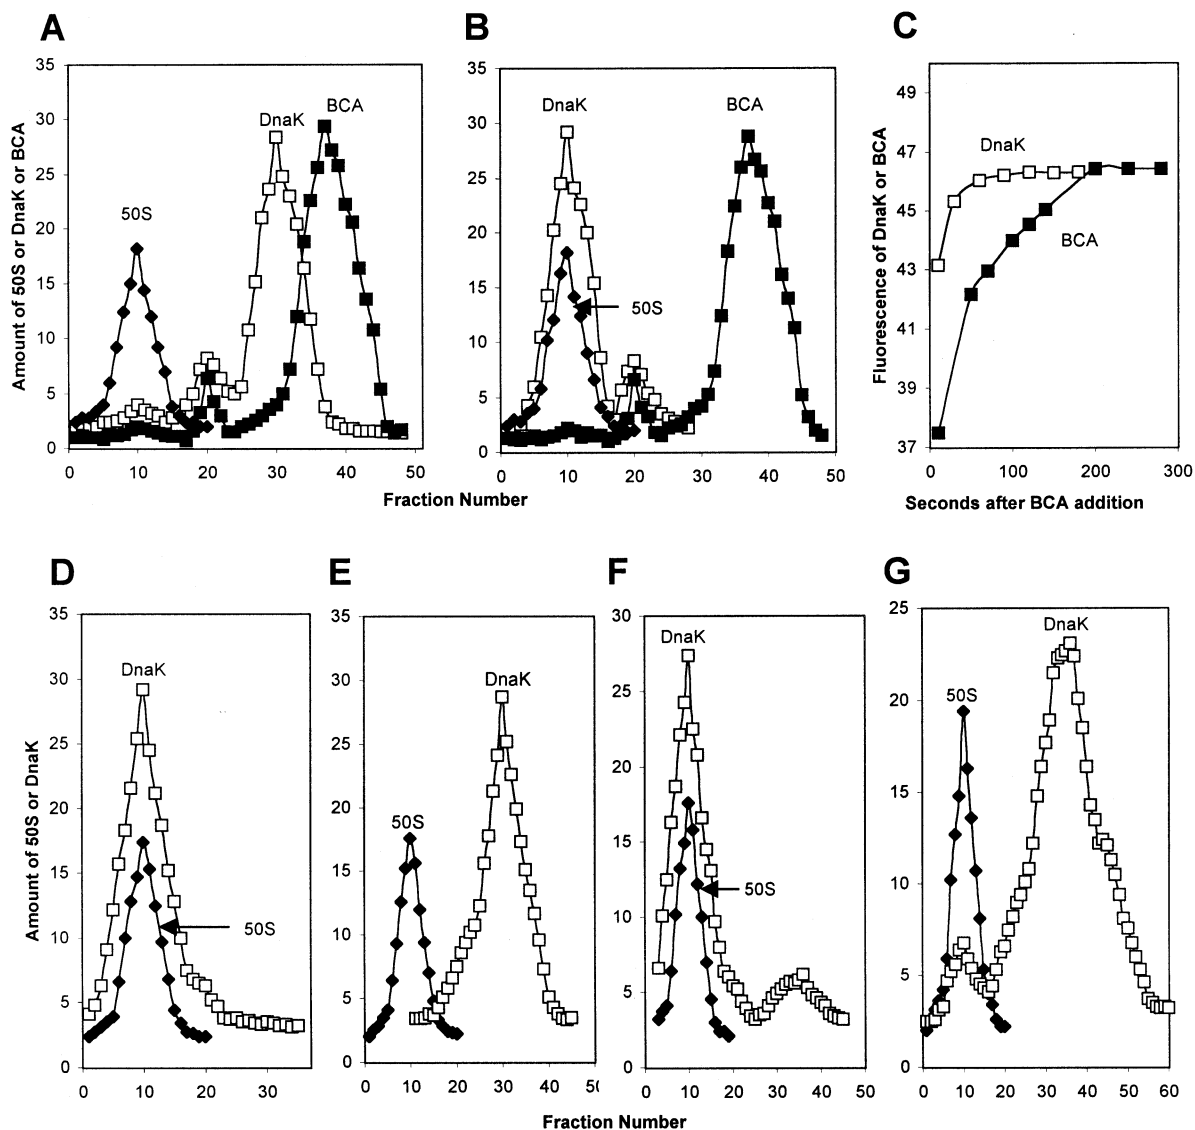 A
B
C
Amount of 50S or DnaK or BCA
35
30
25
20
15
10
5
0
0 10 20 30 40 50
50S
DnaK
BCA
35
30
25
20
15
10
5
0
0 10 20 30 40 50
DnaK
50S
BCA
Fraction Number
Fluorescence of DnaK or BCA
49
47
45
43
41
39
37
0 100 200 300
DnaK
BCA
Seconds after BCA addition
D
E
F
G
Amount of 50S or DnaK
35
30
25
20
15
10
5
0
0 10 20 30
DnaK
50S
35
30
25
20
15
10
5
0
0 10 20 30 40
50S
DnaK
30
25
20
15
10
5
0
0 10 20 30 40 50
DnaK
50S
25
20
15
10
5
0
0 10 20 30 40 50 60
50S
DnaK
Fraction Number